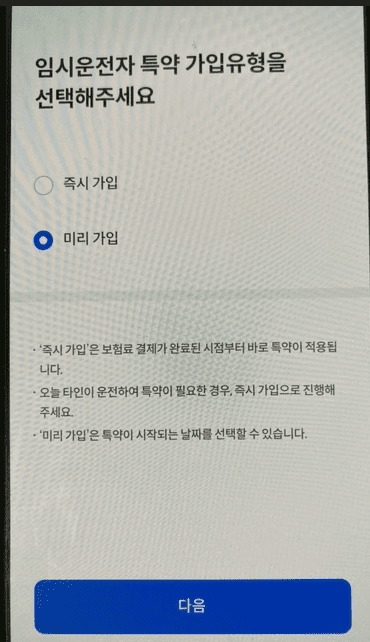 임시운전자 특약 가입유형을
선택해주세요
즉시 가입
미리 가입
· '즉시 가입'은 보험료 결제가 완료된 시점부터 바로 특약이 적용됩
니다.
· 오늘 타인이 운전하여 특약이 필요한 경우, 즉시 가입으로 진행해
주세요.
· '미리 가입'은 특약이 시작되는 날짜를 선택할 수 있습니다.
다음